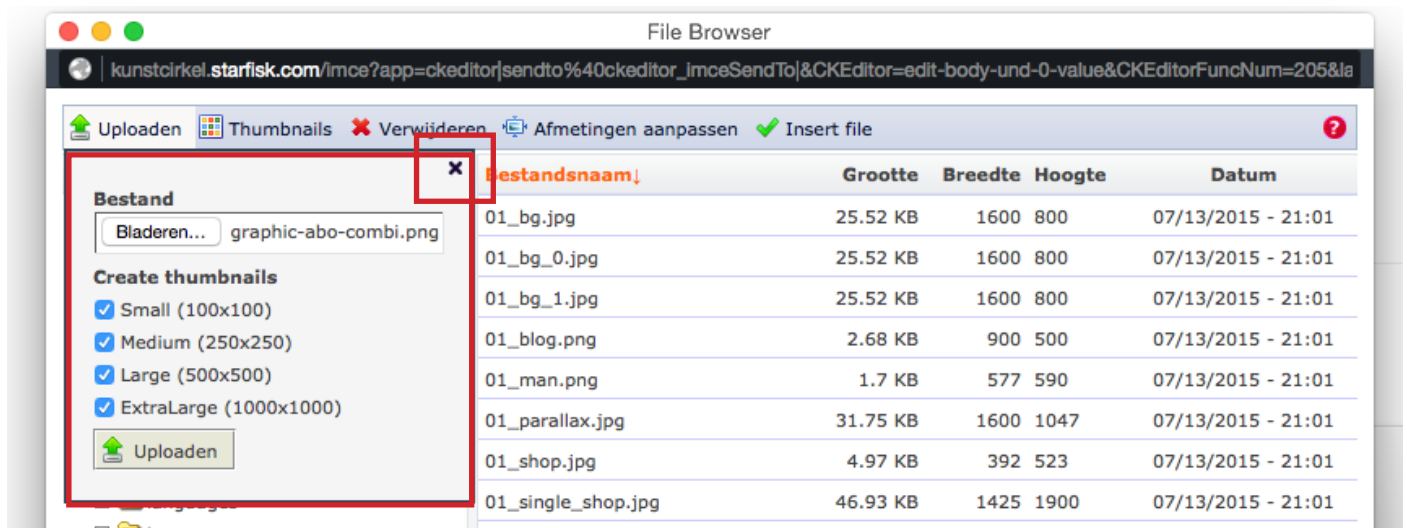 File Browser
kunstcirkel.starfisk.com/imce?app=ckeditor|sendto%40ckeditor_imceSendTo|&CKEditor=edit-body-und-0-value&CKEditorFuncNum=205&la
Uploaden Thumbnails Verwijderen Afmetingen aanpassen Insert file ?
Bestand
Bladeren... graphic-abo-combi.png
Create thumbnails
Small (100x100)
Medium (250x250)
Large (500x500)
ExtraLarge (1000x1000)
Uploaden
languages
Bestandsnaam↓ Grootte Breedte Hoogte Datum
01_bg.jpg 25.52 KB 1600 800 07/13/2015 - 21:01
01_bg_0.jpg 25.52 KB 1600 800 07/13/2015 - 21:01
01_bg_1.jpg 25.52 KB 1600 800 07/13/2015 - 21:01
01_blog.png 2.68 KB 900 500 07/13/2015 - 21:01
01_man.png 1.7 KB 577 590 07/13/2015 - 21:01
01_parallax.jpg 31.75 KB 1600 1047 07/13/2015 - 21:01
01_shop.jpg 4.97 KB 392 523 07/13/2015 - 21:01
01_single_shop.jpg 46.93 KB 1425 1900 07/13/2015 - 21:01